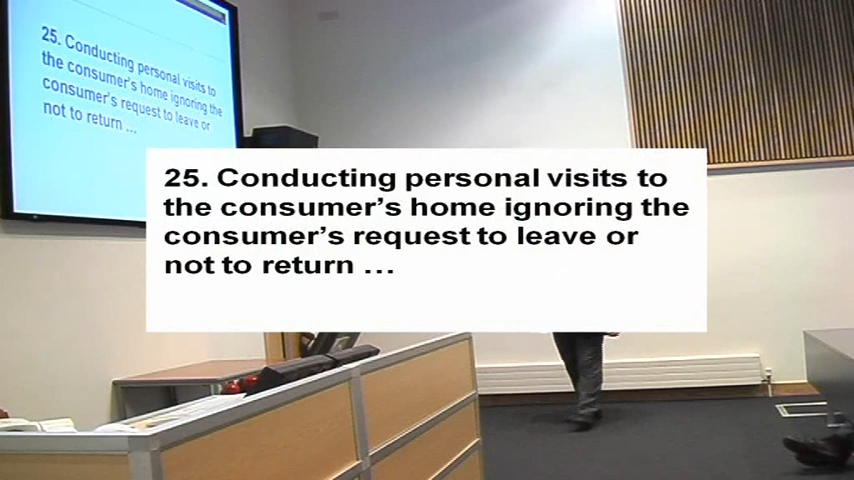 25. Conducting personal visits to
the consumer's home ignoring the
consumer's request to leave or
not to return ...
25. Conducting personal visits to
the consumer’s home ignoring the
consumer’s request to leave or
not to return …